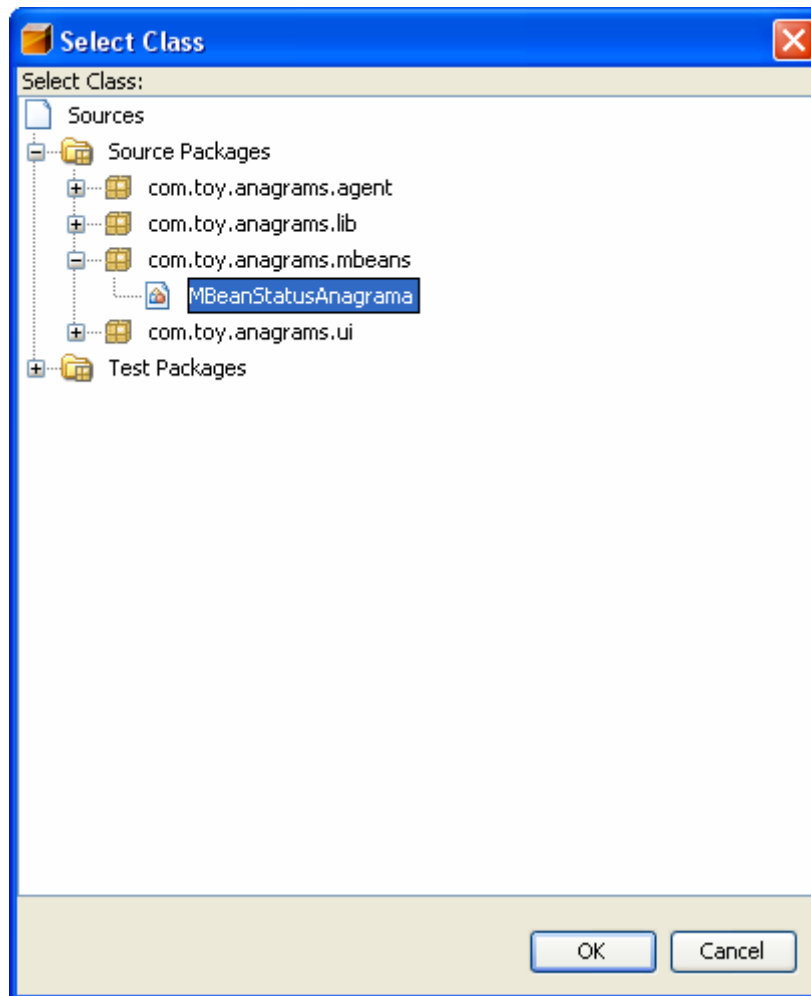 Select Class
Select Class:
Sources
Source Packages
com.toy.anagrams.agent
com.toy.anagrams.lib
com.toy.anagrams.mbeans
MBeanStatusAnagrama
com.toy.anagrams.ui
Test Packages
OK Cancel